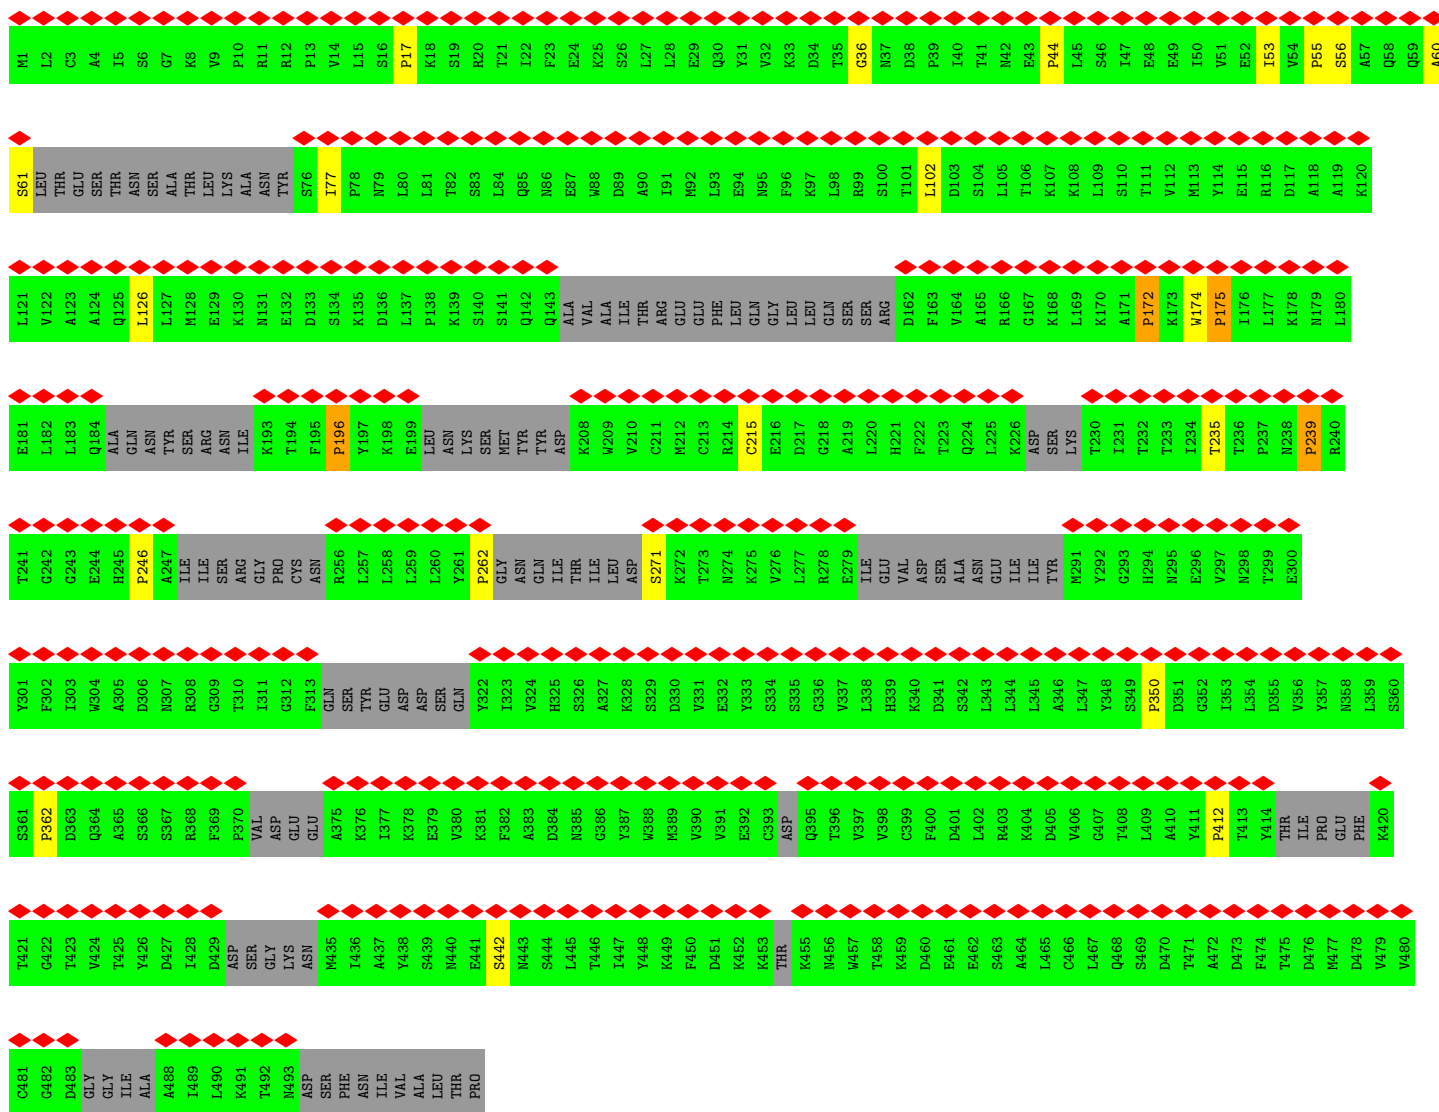 M1 L2 C3 A4 I5 S6 G7 K8 V9 P10 R11 R12 P13 V14 L15 S16 P17 K18 S19 R20 T21 I22 F23 E24 K25 S26 L27 L28 E29 Q30 Y31 V32 K33 D34 T35 G36 N37 D38 P39 I40 T41 N42 E43 P44 L45 S46 I47 E48 E49 I50 V51 E52 I53 V54 P55 S56 A57 Q58 Q59 A60
S61 LEU THR GLU SER THR ASN SER ALA THR LEU LYS ALA ASN TYR S76 I77 P78 N79 L80 L81 T82 S83 L84 Q85 N86 E87 W88 D89 A90 I91 M92 L93 E94 N95 F96 K97 L98 R99 S100 T101 L102 D103 S104 L105 T106 K107 K108 L109 S110 T111 V112 M113 Y114 E115 R116 D117 A118 A119 K120
L121 V122 A123 A124 Q125 L126 L127 M128 E129 K130 N131 E132 D133 S134 K135 D136 L137 P138 K139 S140 S141 Q142 Q143 ALA VAL ALA ILE THR ARG GLU GLU PHE LEU GLN GLY LEU LEU GLN SER SER ARG D162 F163 V164 A165 R166 G167 K168 L169 K170 A171 P172 K173 W174 P175 I176 L177 K178 N179 L180
E181 L182 L183 Q184 ALA GLN ASN TYR SER ARG ASN ILE K193 T194 F195 P196 Y197 K198 E199 LEU ASN LYS SER MET TYR TYR ASP K208 W209 V210 C211 M212 C213 R214 C215 E216 D217 G218 A219 L220 H221 F222 T223 Q224 L225 K226 ASP SER LYS T230 I231 T232 T233 I234 T235 T236 P237 N238 P239 R240
T241 G242 G243 E244 H245 P246 A247 ILE ILE SER ARG GLY PRO CYS ASN R256 L257 L258 L259 L260 Y261 P262 GLY ASN GLN ILE THR ILE LEU ASP S271 K272 T273 N274 K275 V276 L277 R278 E279 ILE GLU VAL ASP SER ALA ASN GLU ILE ILE TYR M291 Y292 G293 H294 N295 E296 V297 N298 T299 E300
Y301 F302 I303 W304 A305 D306 N307 R308 G309 T310 I311 G312 F313 GLN SER TYR GLU ASP ASP SER GLN Y322 I323 V324 H325 S326 A327 K328 S329 D330 V331 E332 Y333 S334 S335 G336 V337 L338 H339 K340 D341 S342 L343 L344 L345 A346 L347 Y348 S349 P350 D351 G352 I353 L354 D355 V356 Y357 N358 L359 S360
S361 P362 D363 Q364 A365 S366 S367 R368 F369 P370 VAL ASP GLU GLU A375 K376 I377 K378 E379 V380 K381 F382 A383 D384 N385 G386 Y387 W388 M389 V390 V391 E392 C393 ASP Q395 T396 V397 V398 C399 F400 D401 L402 R403 K404 D405 V406 G407 T408 L409 A410 Y411 P412 T413 Y414 THR ILE PRO GLU PHE K420
T421 G422 T423 V424 T425 Y426 D427 I428 D429 ASP SER GLY LYS ASN M435 I436 A437 Y438 S439 N440 E441 S442 N443 S444 L445 T446 I447 Y448 K449 F450 D451 K452 K453 THR K455 N456 W457 T458 K459 D460 E461 E462 S463 A464 L465 C466 L467 Q468 S469 D470 T471 A472 D473 F474 T475 D476 M477 D478 V479 V480
C481 G482 D483 GLY GLY ILE ALA A488 I489 L490 K491 T492 N493 ASP SER PHE ASN ILE VAL ALA LEU THR PRO